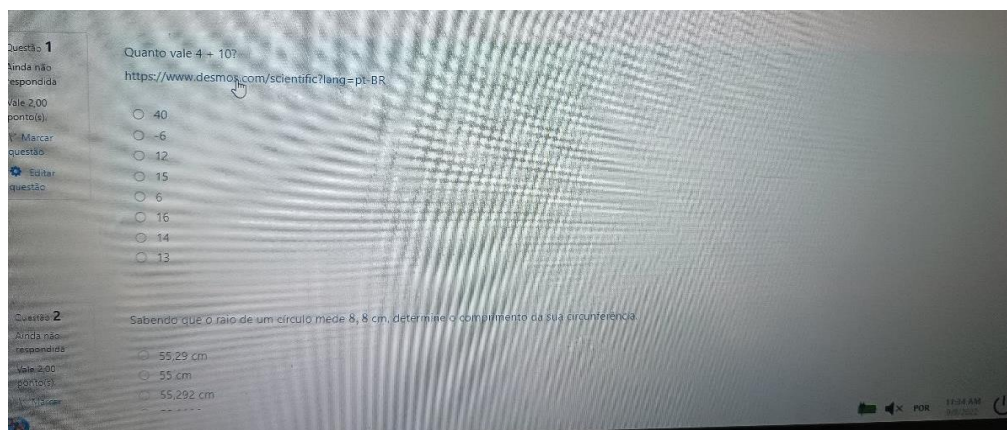 Questão 1
Ainda não
respondida
Vale 2,00
ponto(s).
Marcar
questão
Editar
questão
Quanto vale 4 + 10?
https://www.desmos.com/scientific?lang=pt-BR
40
-6
12
15
6
16
14
13
Questão 2
Ainda não
respondida
Vale 2,00
ponto(s).
Marcar
Sabendo que o raio de um círculo mede 8, 8 cm, determine o comprimento da sua circunferência.
55,29 cm
55 cm
55,292 cm
POR
11:34 AM